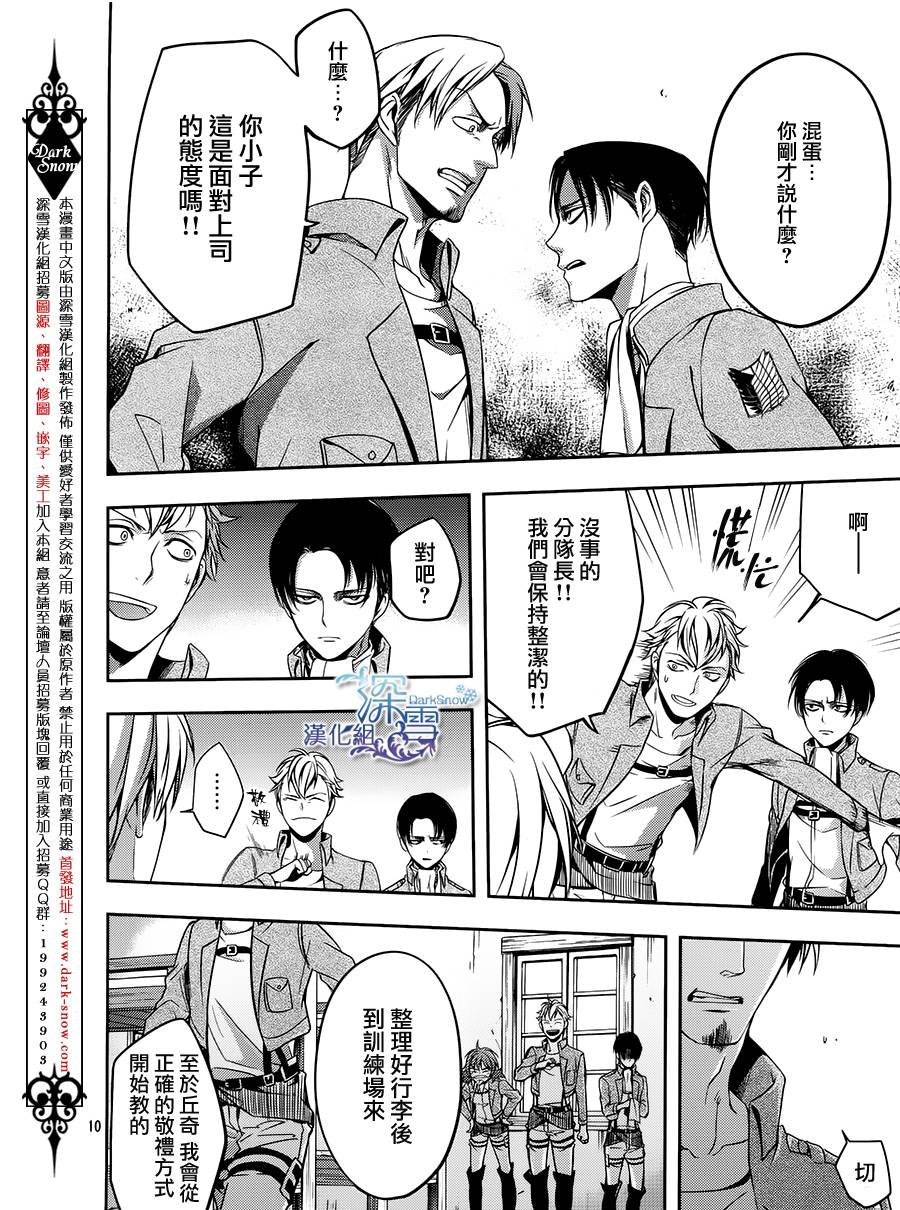 混蛋…
你剛才説什麼？
什麼…？
你小子
這是面對上司
的態度嗎!!
啊——
慌忙
沒事的
分隊長!!
我們會保持整潔的!!
對吧？
……
敬禮
切
整理好行李後
到訓練場來
至於丘奇 我會從
正確的敬禮方式
開始教的
10
深雪
DarkSnow
漢化組
Dark
Snow
本漫畫中文版由深雪漢化組製作發佈 僅供愛好者學習交流之用 版權屬於原作者 禁止用於任何商業用途 首發地址：www.dark-snow.com
深雪漢化組招募圖源、翻譯、修圖、嵌字、美工加入本組 意者請至論壇人員招募版塊回覆 或直接加入招募QQ群：199243903